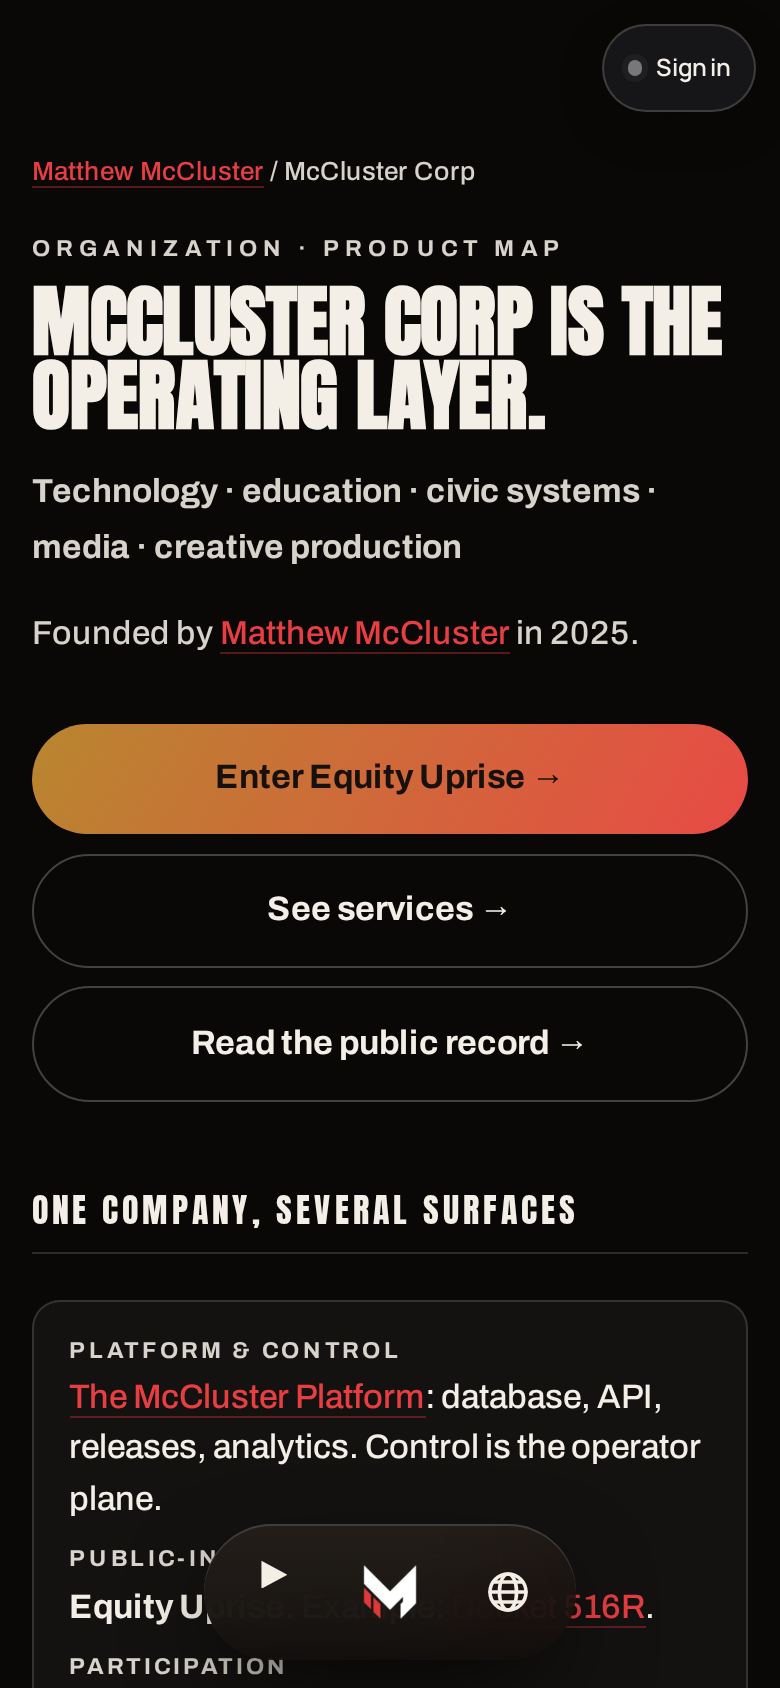 Sign in
Matthew McCluster / McCluster Corp
ORGANIZATION · PRODUCT MAP
MCCLUSTER CORP IS THE
OPERATING LAYER.
Technology · education · civic systems ·
media · creative production
Founded by Matthew McCluster in 2025.
Enter Equity Uprise →
See services →
Read the public record →
ONE COMPANY, SEVERAL SURFACES
PLATFORM & CONTROL
The McCluster Platform: database, API,
releases, analytics. Control is the operator
plane.
PUBLIC-IN
Equity Uprise. Example: Docket 516R.
PARTICIPATION